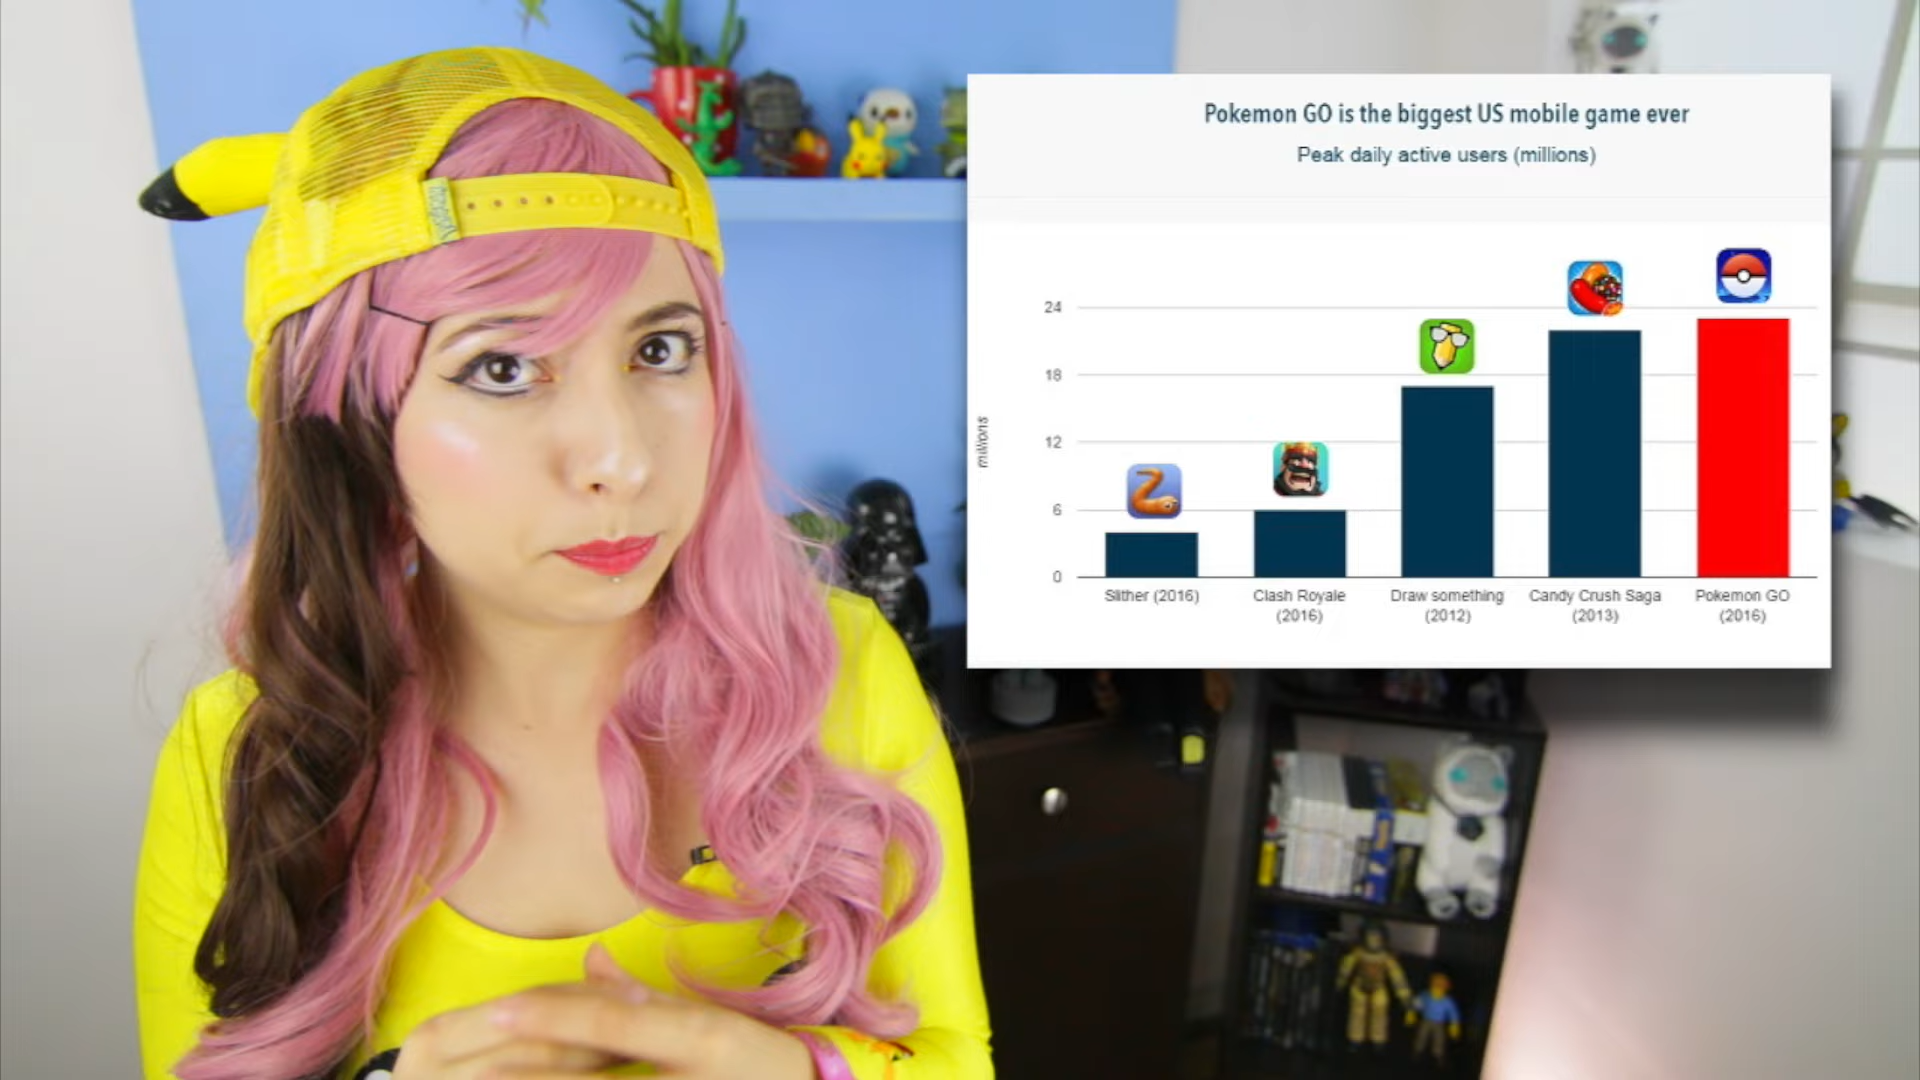 Pokemon GO is the biggest US mobile game ever
Peak daily active users (millions)
millions
24
18
12
6
0
Slither (2016)
Clash Royale
(2016)
Draw something
(2012)
Candy Crush Saga
(2013)
Pokemon GO
(2016)